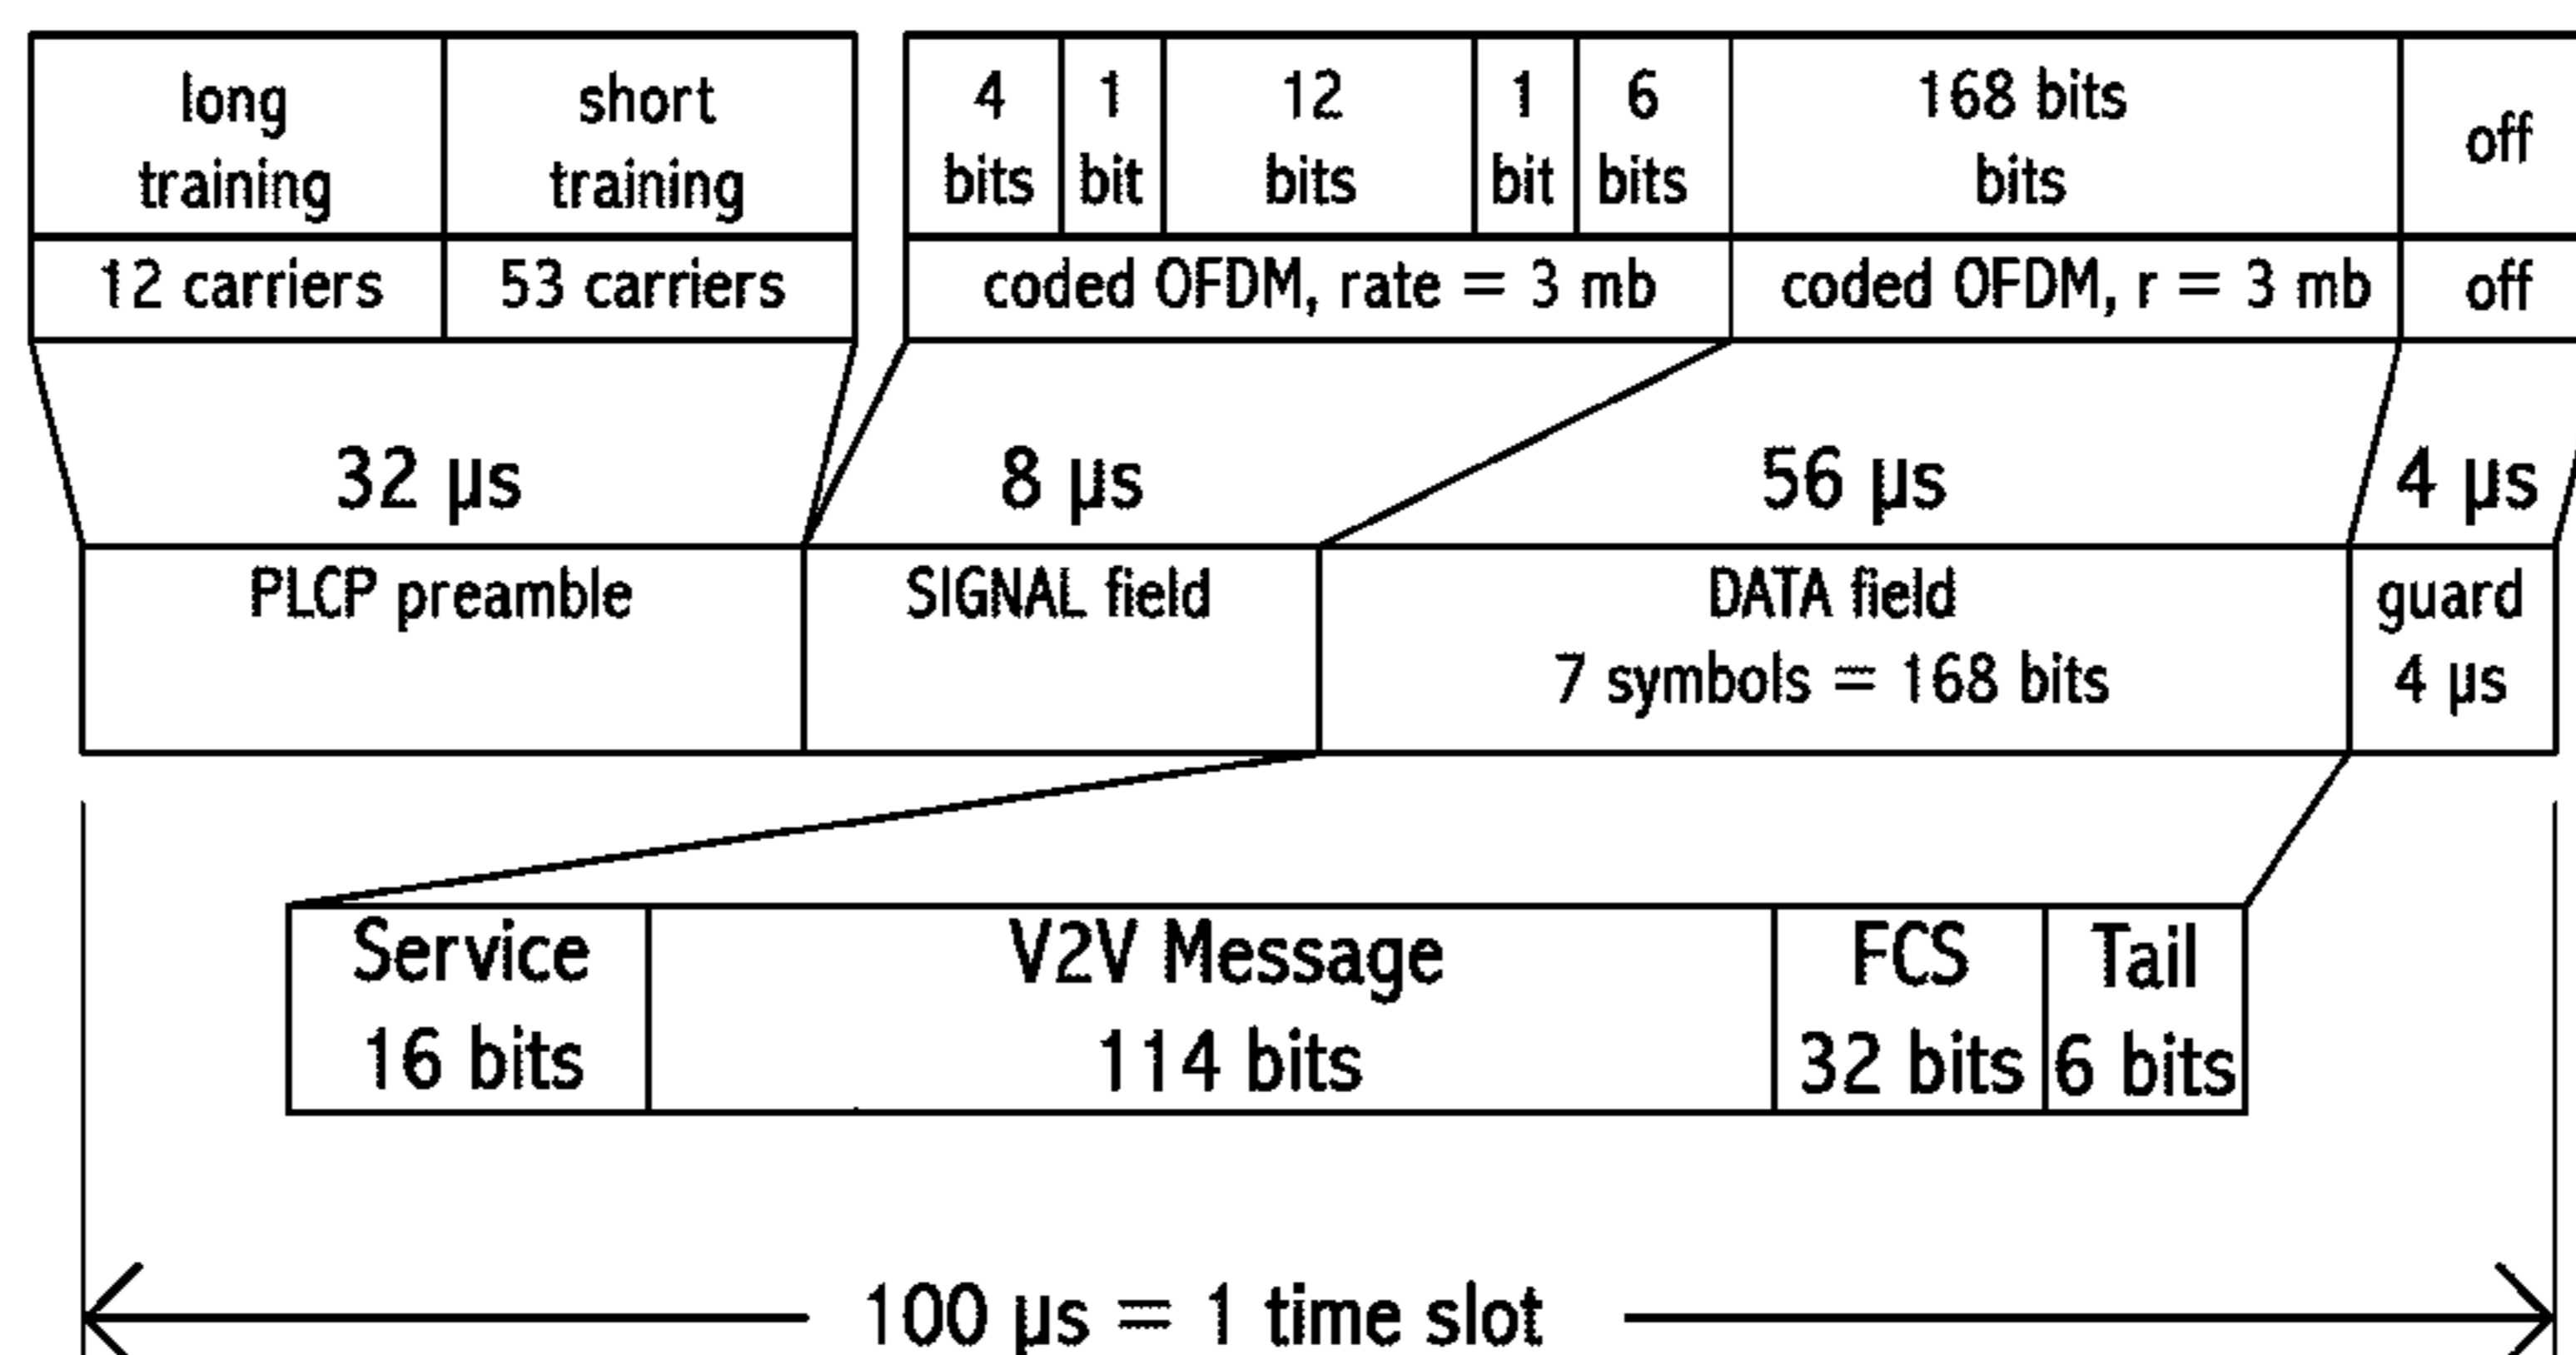 long training
short training
4 bits
1 bit
12 bits
1 bit
6 bits
168 bits bits
off
12 carriers
53 carriers
coded OFDM, rate = 3 mb
coded OFDM, r = 3 mb
off
32 µs
8 µs
56 µs
4 µs
PLCP preamble
SIGNAL field
DATA field
7 symbols = 168 bits
guard
4 µs
Service
16 bits
V2V Message
114 bits
FCS
32 bits
Tail
6 bits
100 µs = 1 time slot